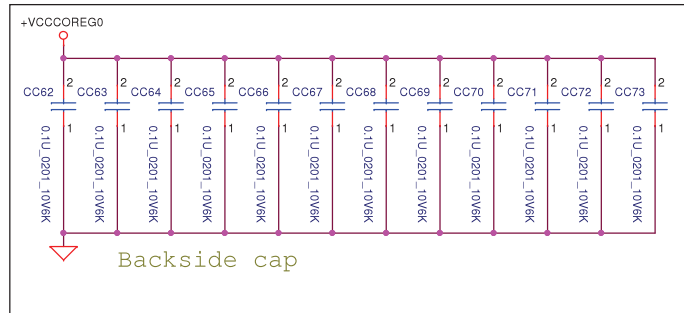 +VCCCOREG0
2 2 2 2 2 2 2 2 2 2 2 2
CC62 CC63 CC64 CC65 CC66 CC67 CC68 CC69 CC70 CC71 CC72 CC73
1 1 1 1 1 1 1 1 1 1 1 1
0.1U_0201_10V6K
0.1U_0201_10V6K
0.1U_0201_10V6K
0.1U_0201_10V6K
0.1U_0201_10V6K
0.1U_0201_10V6K
0.1U_0201_10V6K
0.1U_0201_10V6K
0.1U_0201_10V6K
0.1U_0201_10V6K
0.1U_0201_10V6K
0.1U_0201_10V6K
Backside cap